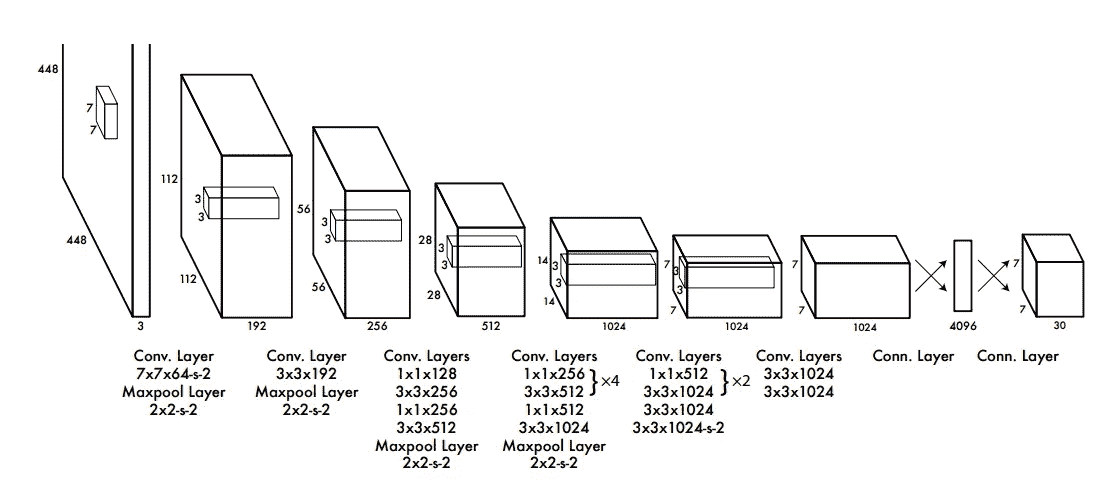 448
448
7
7
3
112
112
3
3
192
56
56
3
3
256
28
28
3
3
512
14
14
3
3
1024
7
7
3
3
1024
7
7
1024
4096
7
7
30
Conv. Layer
7x7x64-s-2
Maxpool Layer
2x2-s-2
Conv. Layer
3x3x192
Maxpool Layer
2x2-s-2
Conv. Layers
1x1x128
3x3x256
1x1x256
3x3x512
Maxpool Layer
2x2-s-2
Conv. Layers
1x1x256
3x3x512
}×4
1x1x512
3x3x1024
Maxpool Layer
2x2-s-2
Conv. Layers
1x1x512
3x3x1024
}×2
3x3x1024
3x3x1024-s-2
Conv. Layers
3x3x1024
3x3x1024
Conn. Layer
Conn. Layer